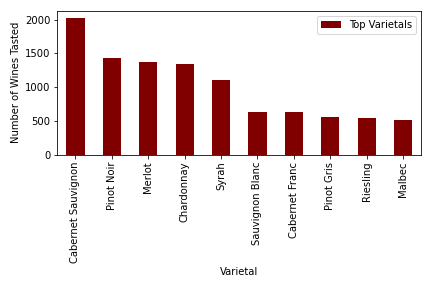 Top Varietals
Number of Wines Tasted
2000
1500
1000
500
0
Cabernet Sauvignon
Pinot Noir
Merlot
Chardonnay
Syrah
Sauvignon Blanc
Cabernet Franc
Pinot Gris
Riesling
Malbec
Varietal